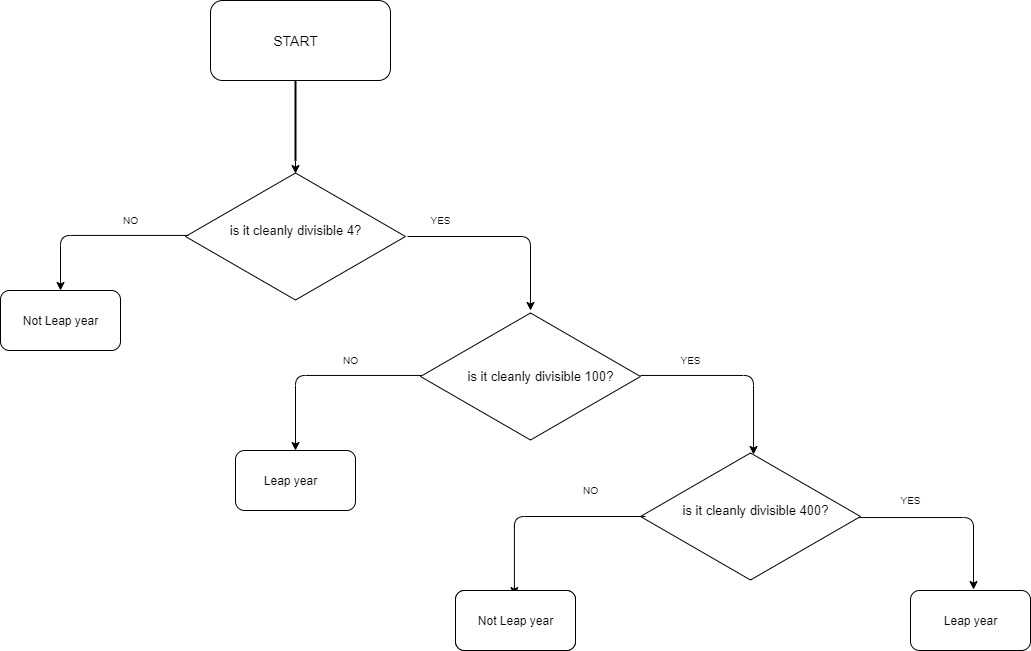 START
is it cleanly divisible 4?
NO
YES
Not Leap year
is it cleanly divisible 100?
NO
YES
Leap year
is it cleanly divisible 400?
NO
YES
Not Leap year
Leap year